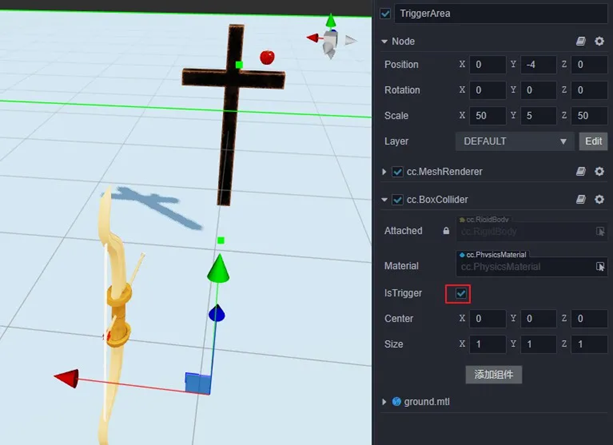 TriggerArea
Node
Position X 0 Y -4 Z 0
Rotation X 0 Y 0 Z 0
Scale X 50 Y 5 Z 50
Layer DEFAULT Edit
cc.MeshRenderer
cc.BoxCollider
cc.RigidBody
Attached cc.RigidBody
cc.PhysicsMaterial
Material cc.PhysicsMaterial
IsTrigger
Center X 0 Y 0 Z 0
Size X 1 Y 1 Z 1
添加组件
ground.mtl